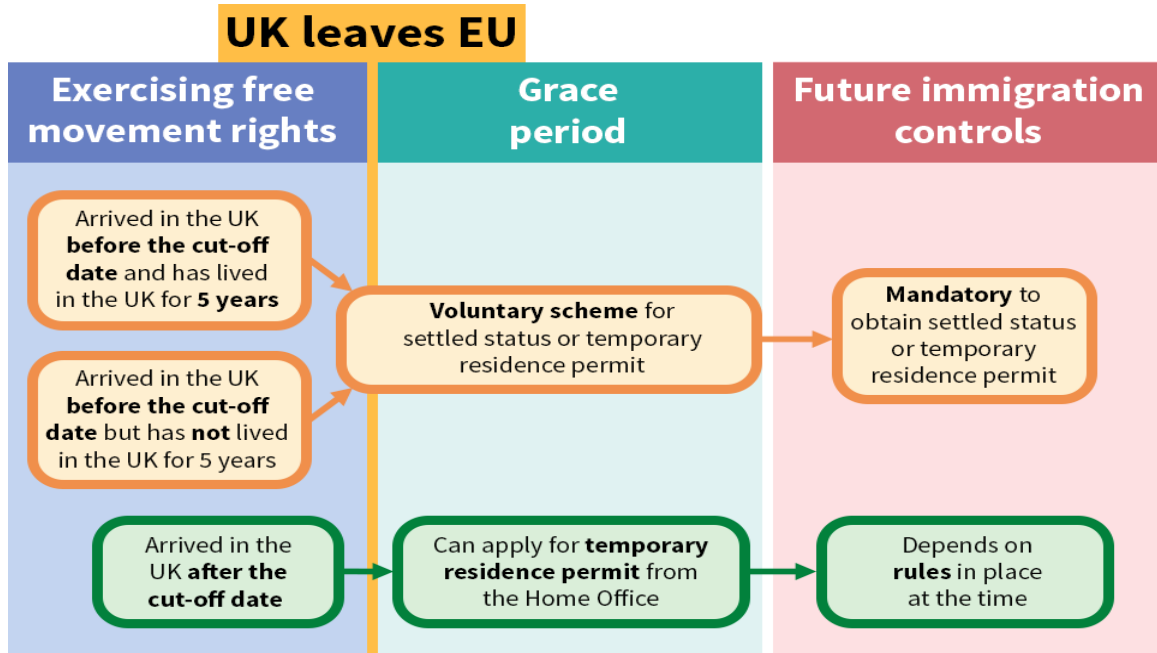 UK leaves EU
Exercising free
movement rights
Grace
period
Future immigration
controls
Arrived in the UK
before the cut-off
date and has lived
in the UK for 5 years
Arrived in the UK
before the cut-off
date but has not lived
in the UK for 5 years
Voluntary scheme for
settled status or temporary
residence permit
Mandatory to
obtain settled status
or temporary
residence permit
Arrived in the
UK after the
cut-off date
Can apply for temporary
residence permit from
the Home Office
Depends on
rules in place
at the time